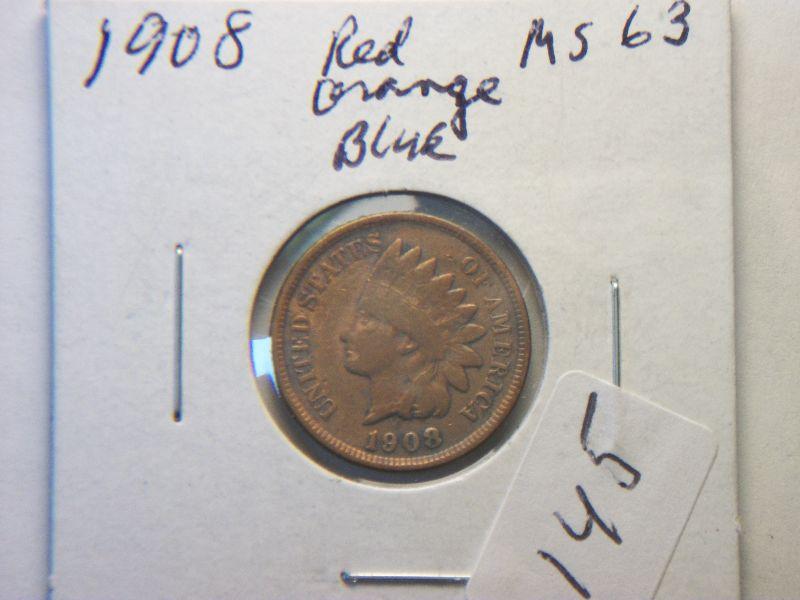 1908 Red MS 63
orange
Blue
UNITED STATES OF AMERICA
1908
145